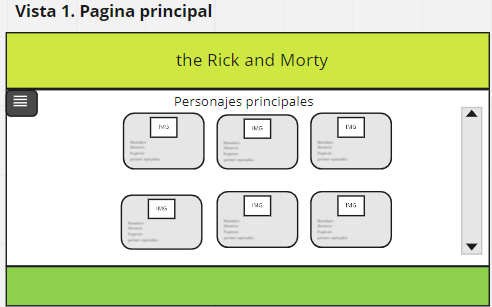 Vista 1. Pagina principal
the Rick and Morty
Personajes principales
IMG
IMG
IMG
Nombre:
Genero:
Especie:
primer episodio:
Nombre:
Genero:
Especie:
primer episodio:
Nombre:
Genero:
Especie:
primer episodio:
IMG
IMG
IMG
Nombre:
Genero:
Especie:
primer episodio:
Nombre:
Genero:
Especie:
primer episodio:
Nombre:
Genero:
Especie:
primer episodio: